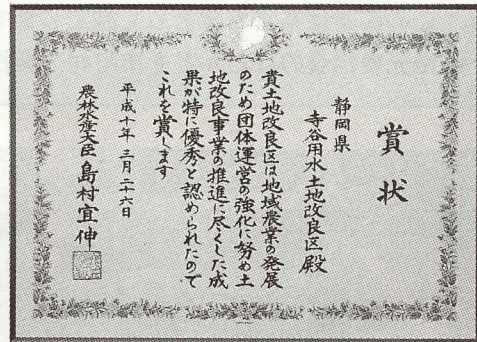 賞状
静岡県
寺谷用水土地改良区殿
貴土地改良区は地域農業の発展
のため団体運営の強化に努め土
地改良事業の推進に尽くした成
果が特に優秀と認められたので
これを賞します
平成十年三月二十六日
農林水産大臣 島村宜伸